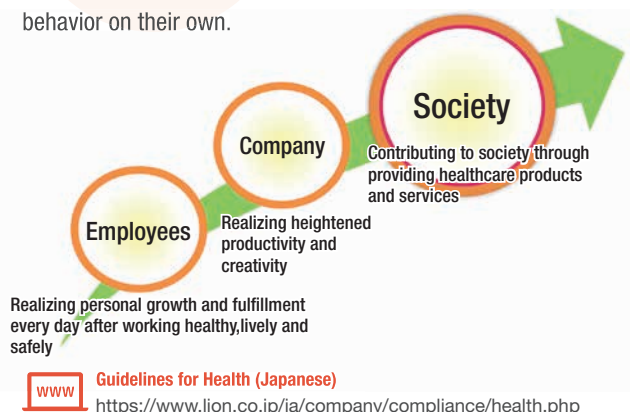 behavior on their own.
Society
Contributing to society through
providing healthcare products
and services
Company
Realizing heightened
productivity and
creativity
Employees
Realizing personal growth and fulfillment
every day after working healthy,lively and
safely
www
Guidelines for Health (Japanese)
https://www.lion.co.jp/ja/company/compliance/health.php